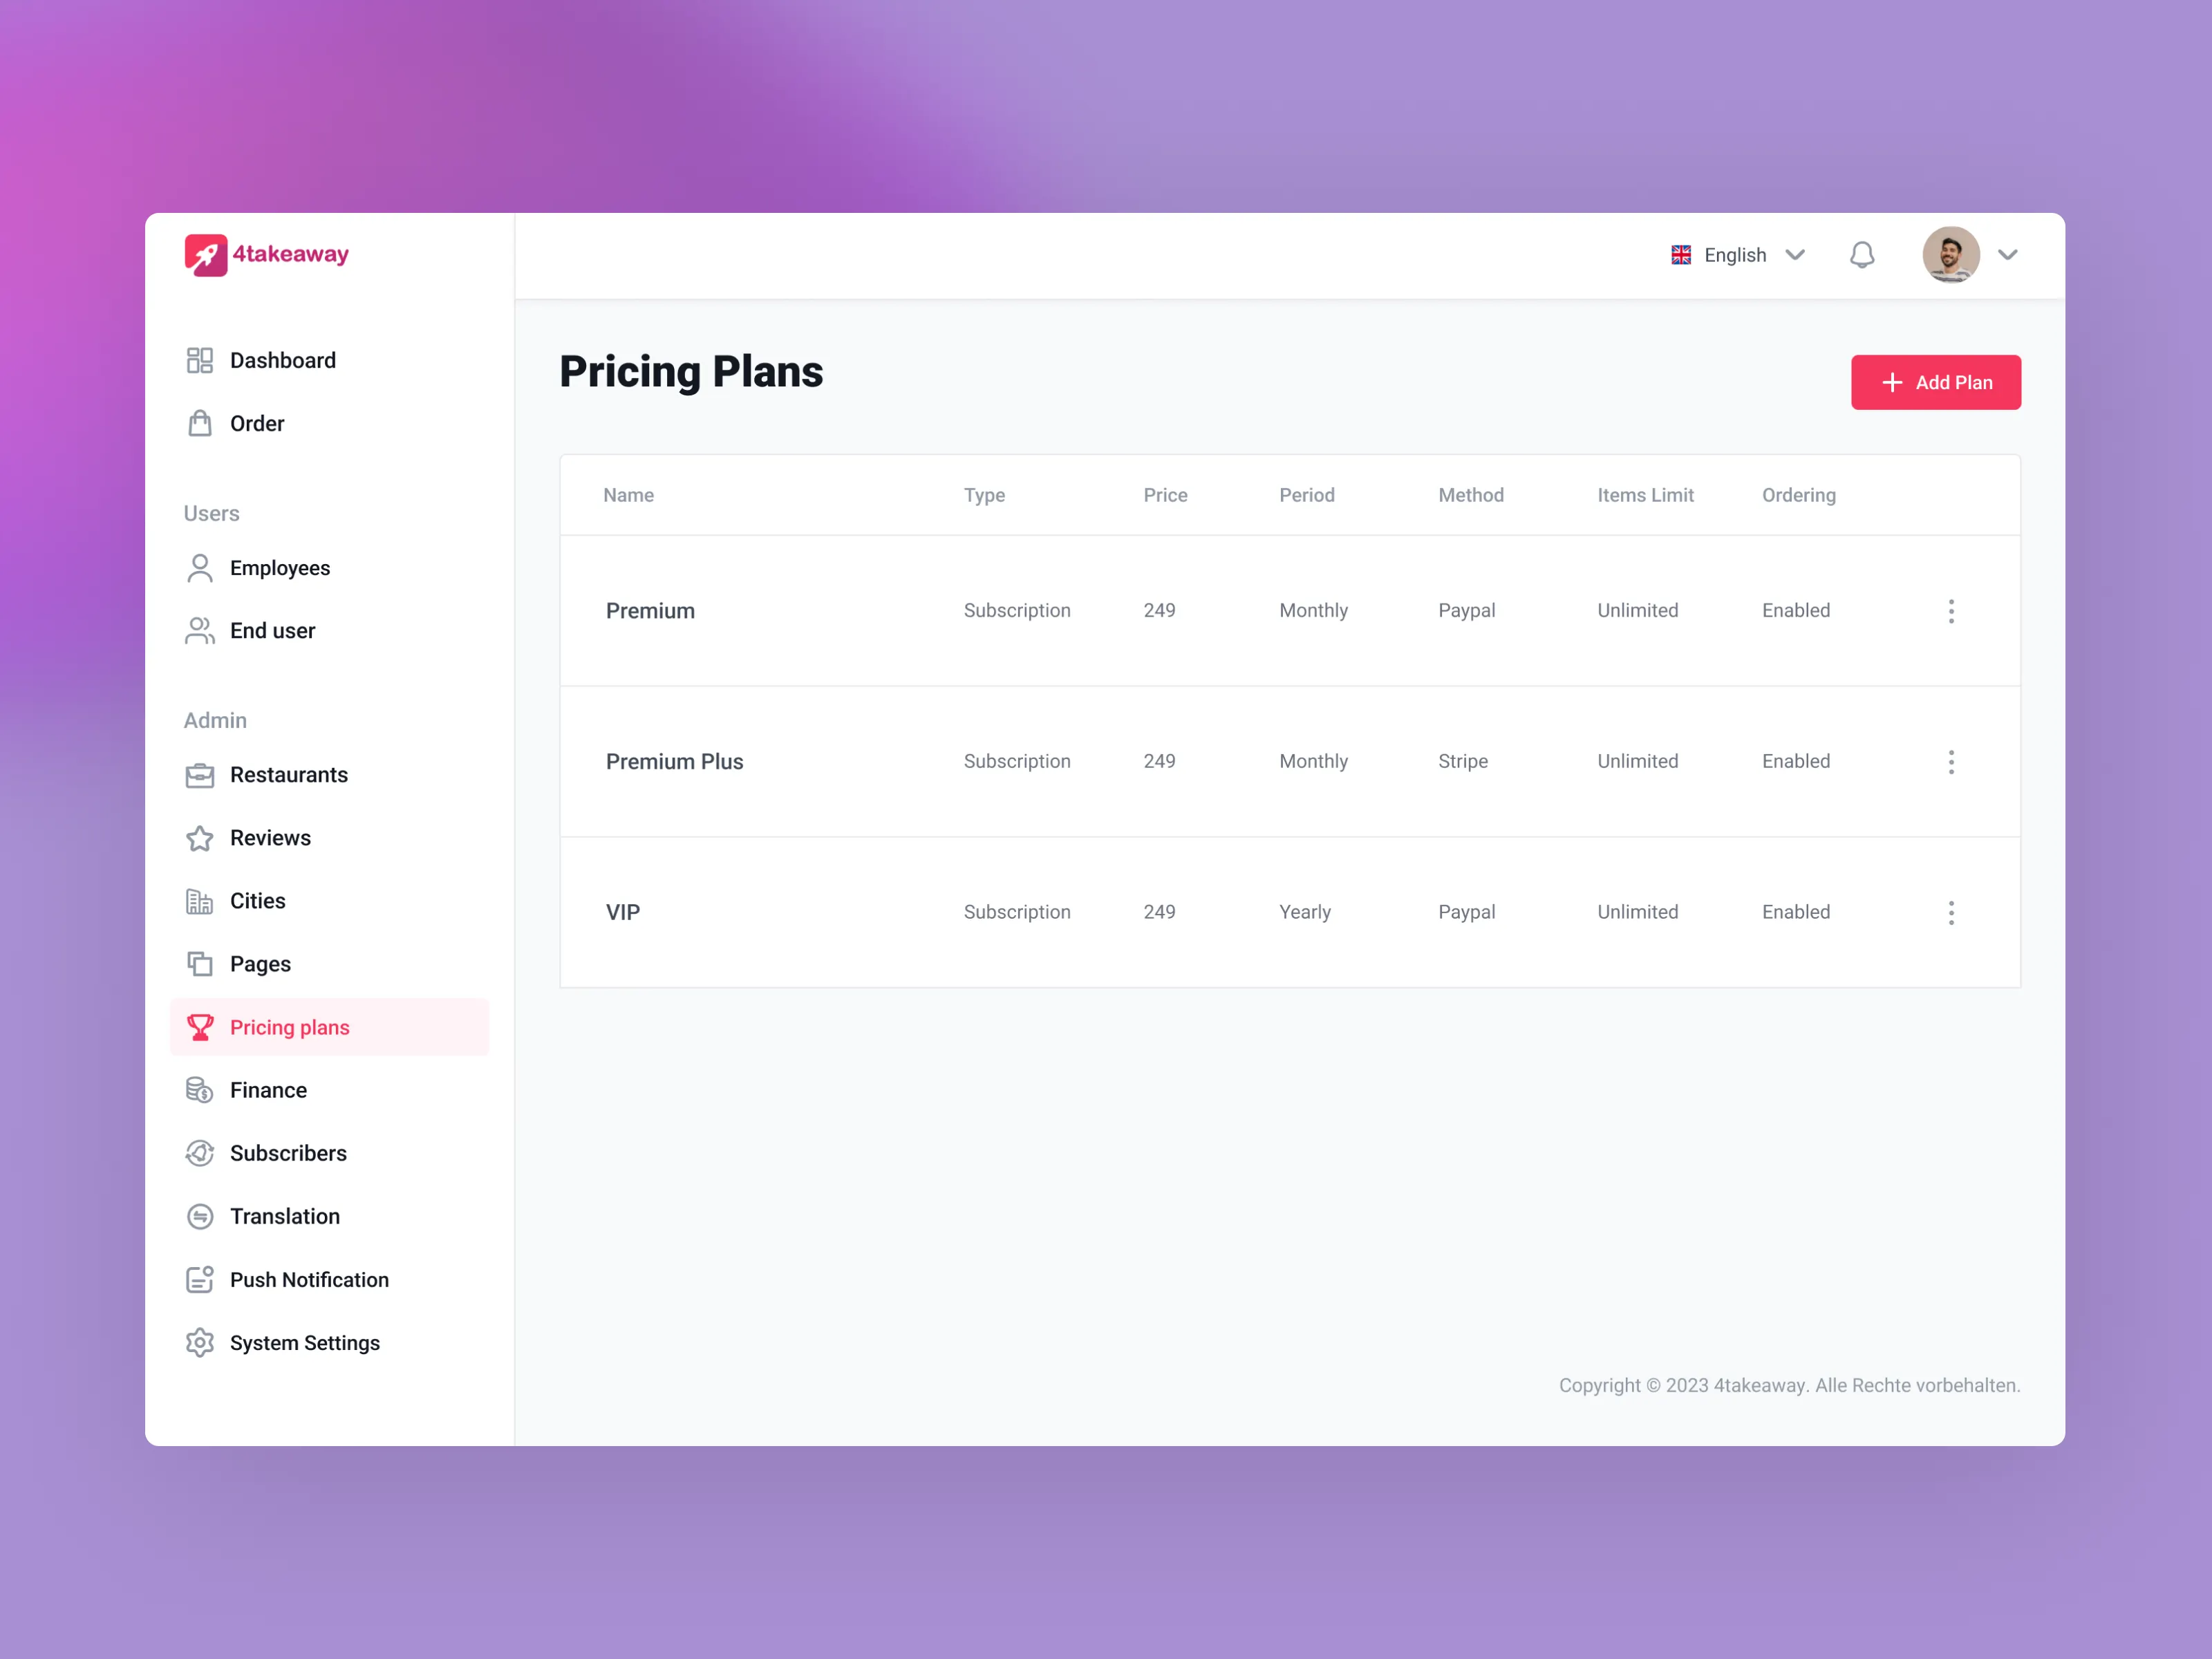 4takeaway
English
Dashboard
Order
Users
Employees
End user
Admin
Restaurants
Reviews
Cities
Pages
Pricing plans
Finance
Subscribers
Translation
Push Notification
System Settings
Pricing Plans
Add Plan
Name Type Price Period Method Items Limit Ordering
Premium Subscription 249 Monthly Paypal Unlimited Enabled
Premium Plus Subscription 249 Monthly Stripe Unlimited Enabled
VIP Subscription 249 Yearly Paypal Unlimited Enabled
Copyright © 2023 4takeaway. Alle Rechte vorbehalten.